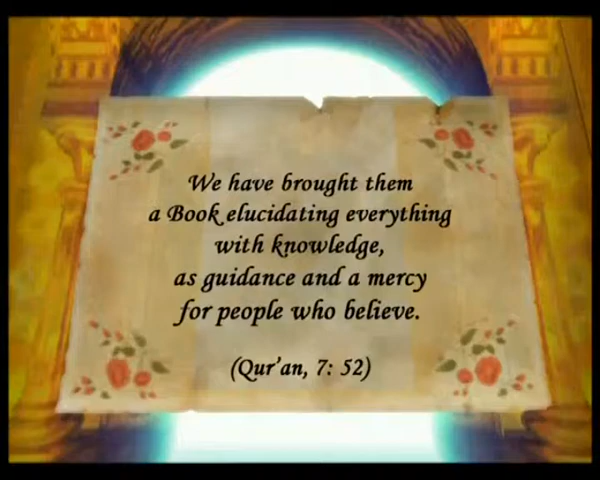 We have brought them
a Book elucidating everything
with knowledge,
as guidance and a mercy
for people who believe.
(Qur'an, 7: 52)